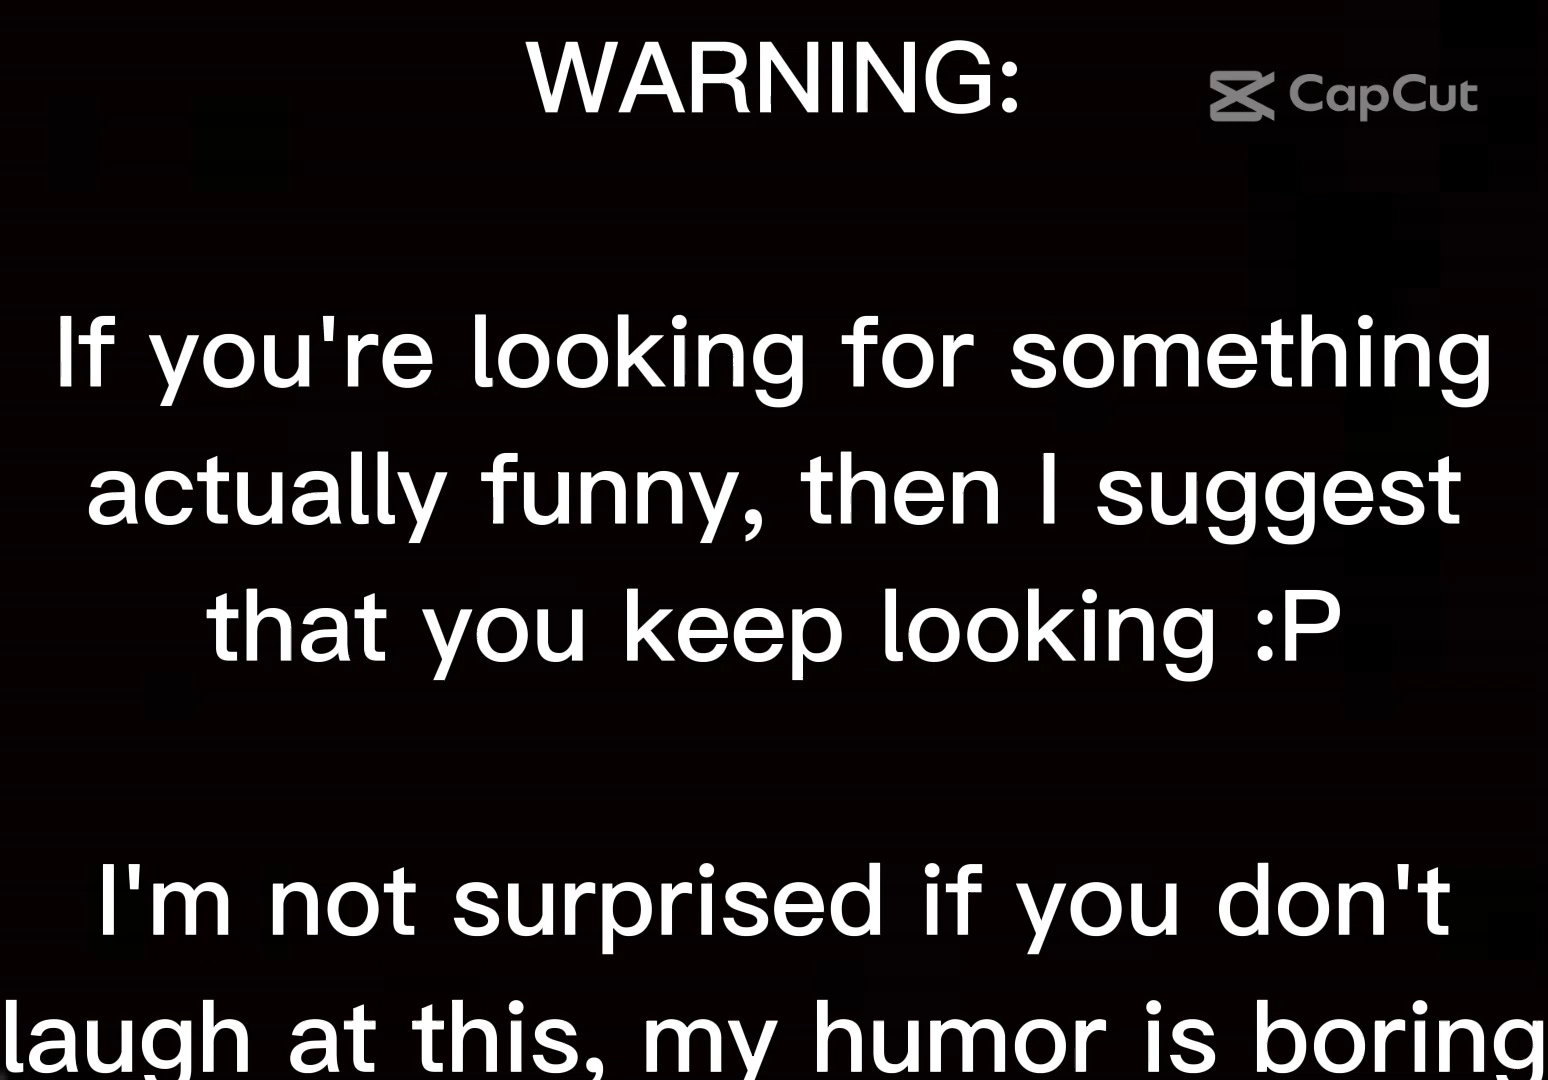 WARNING:
CapCut
If you're looking for something
actually funny, then I suggest
that you keep looking :P
I'm not surprised if you don't
laugh at this, my humor is boring